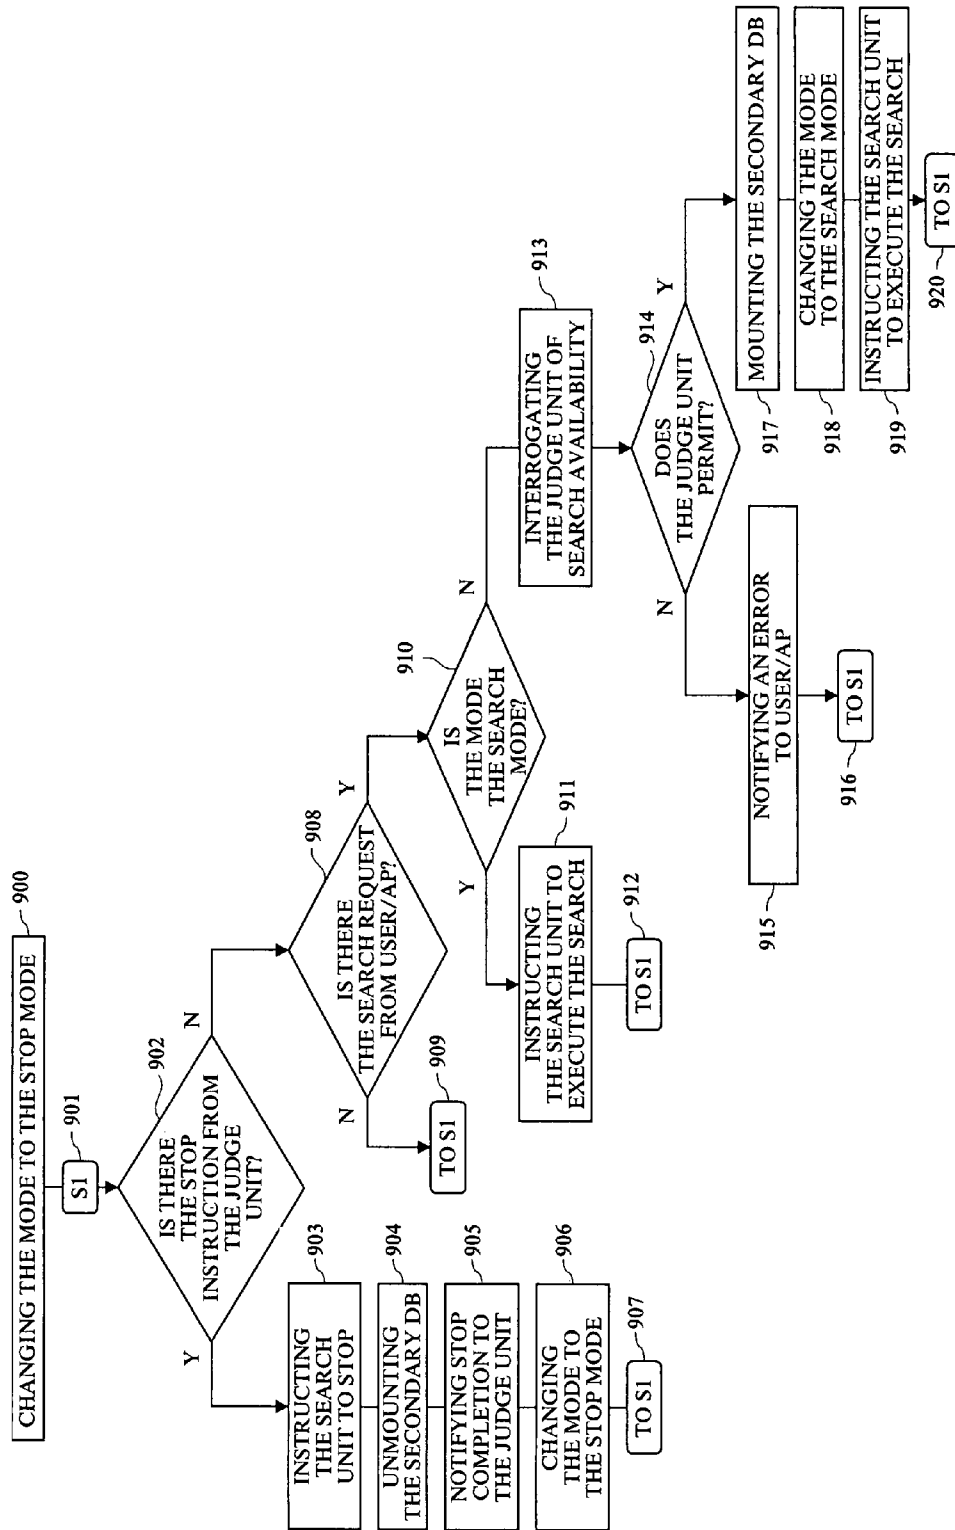 CHANGING THE MODE TO THE STOP MODE
900
S1
901
IS THERE
THE STOP
INSTRUCTION FROM
THE JUDGE
UNIT?
902
Y
N
INSTRUCTING
THE SEARCH
UNIT TO STOP
903
UNMOUNTING
THE SECONDARY DB
904
NOTIFYING STOP
COMPLETION TO
THE JUDGE UNIT
905
CHANGING
THE MODE TO
THE STOP MODE
906
TO S1
907
IS THERE
THE SEARCH REQUEST
FROM USER/AP?
908
N
Y
TO S1
909
IS
THE MODE
THE SEARCH
MODE?
910
Y
N
INSTRUCTING
THE SEARCH UNIT TO
EXECUTE THE SEARCH
911
TO S1
912
INTERROGATING
THE JUDGE UNIT OF
SEARCH AVAILABILITY
913
DOES
THE JUDGE UNIT
PERMIT?
914
N
Y
NOTIFYING AN ERROR
TO USER/AP
915
TO S1
916
MOUNTING THE SECONDARY DB
917
CHANGING THE MODE
TO THE SEARCH MODE
918
INSTRUCTING THE SEARCH UNIT
TO EXECUTE THE SEARCH
919
TO S1
920